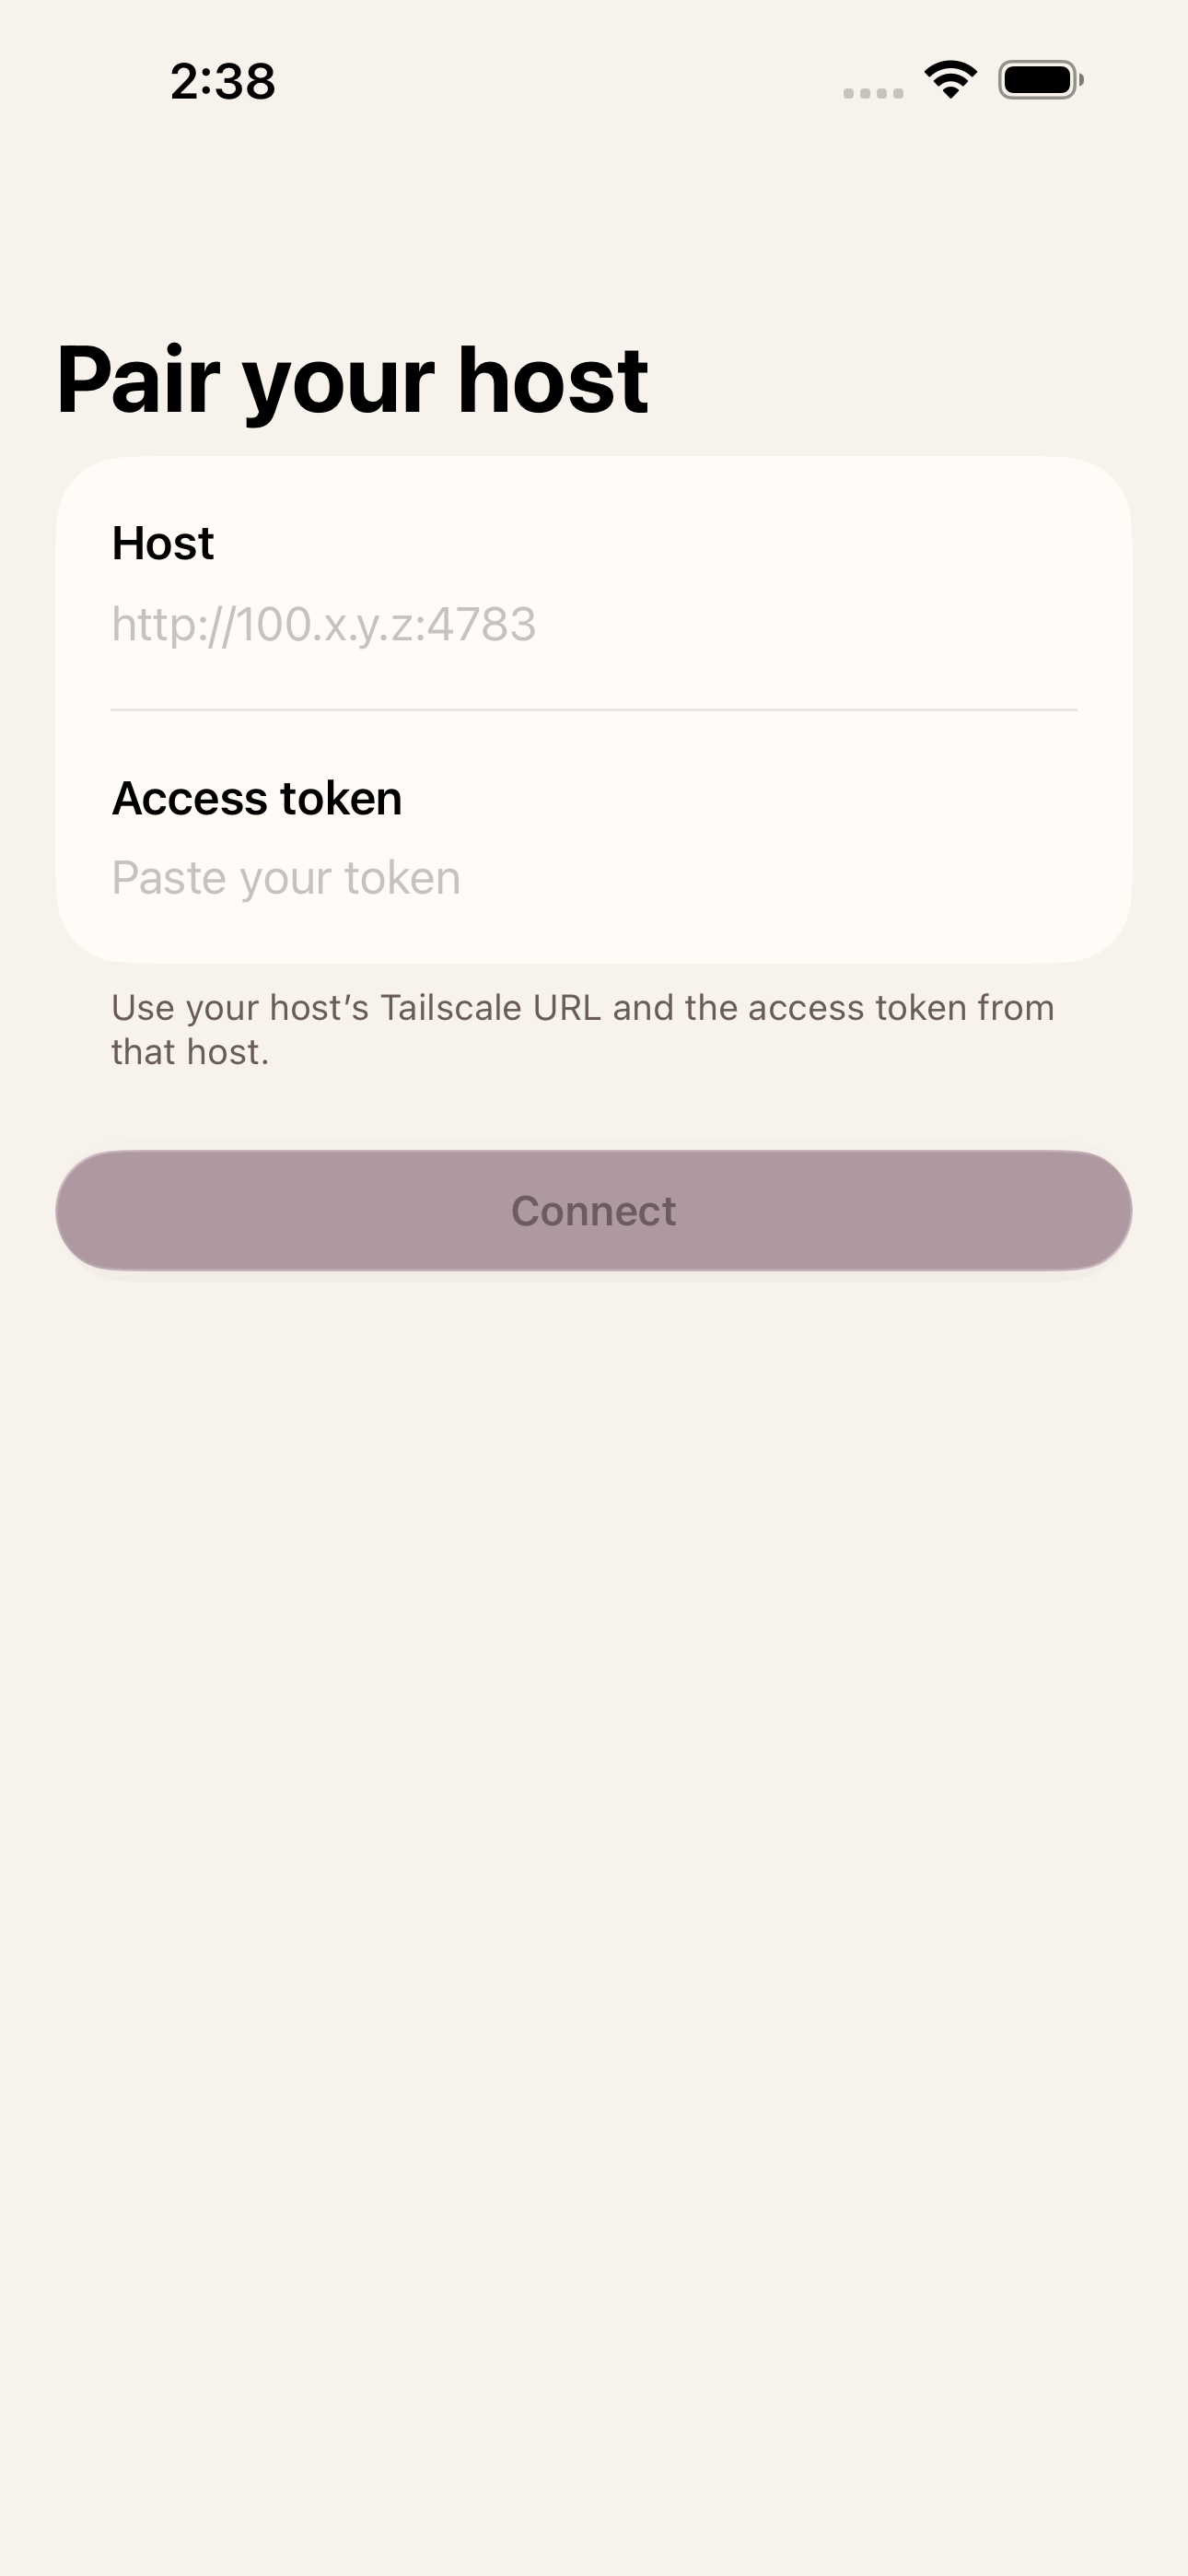 2:38
Pair your host
Host
http://100.x.y.z:4783
Access token
Paste your token
Use your host’s Tailscale URL and the access token from
that host.
Connect